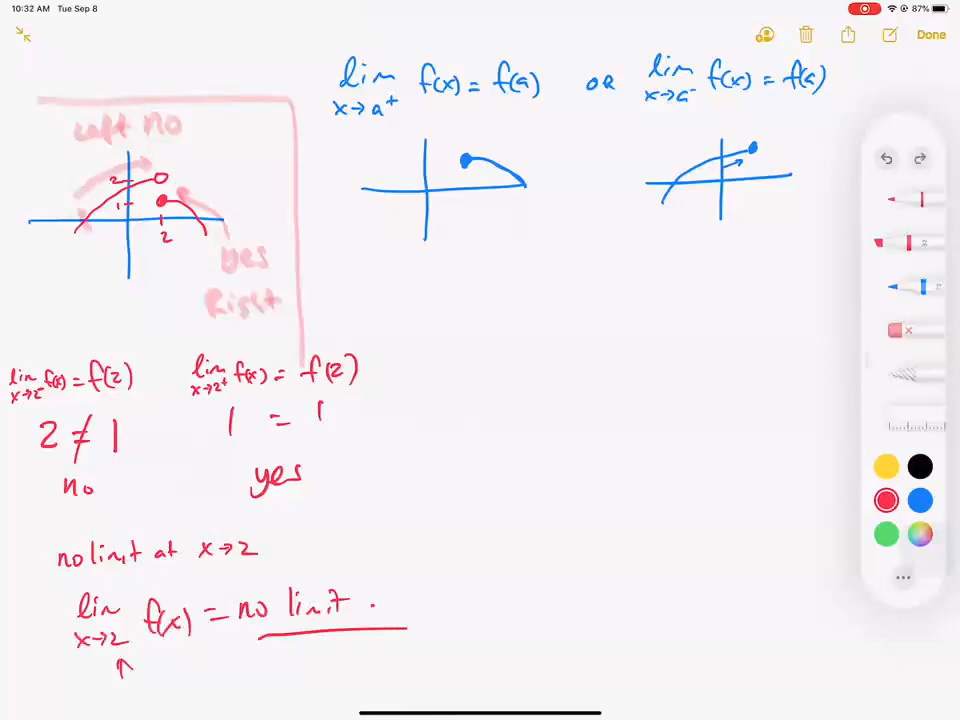 10:32 AM Tue Sep 8
87%
Done
lim x→a+ f(x) = f(a) OR lim x→a- f(x) = f(a)
Left no
2
1
2
yes
Right
lim x→2- f(x) = f(2)
lim x→2+ f(x) = f(2)
2 ≠ 1
1 = 1
no
yes
no limit at x→2
lim x→2 f(x) = no limit .
↑